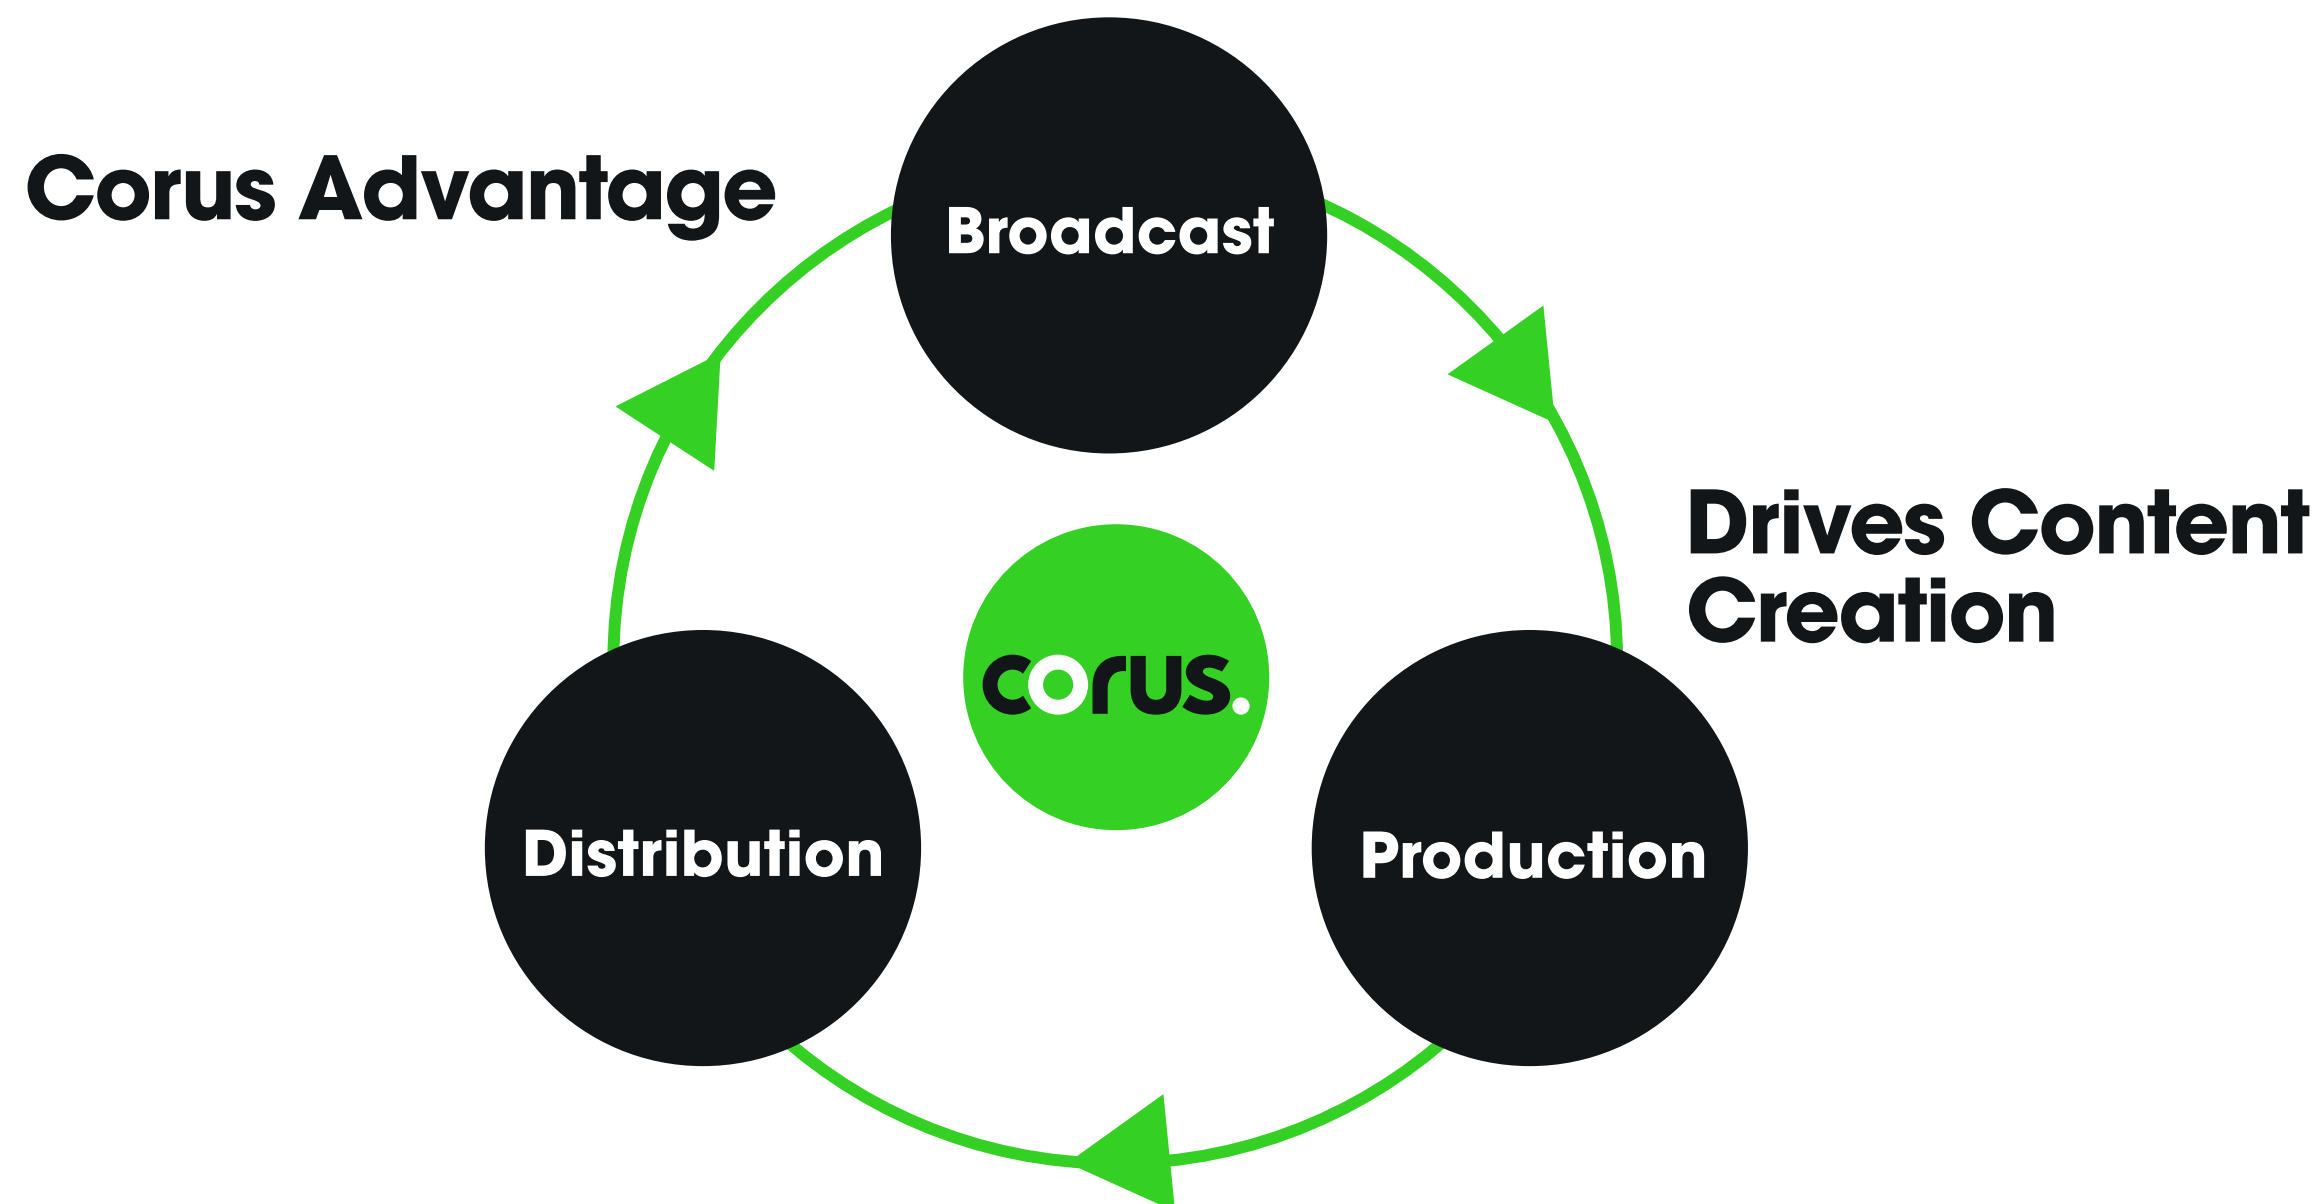 Corus Advantage
Broadcast
Drives Content
Creation
corus.
Distribution
Production